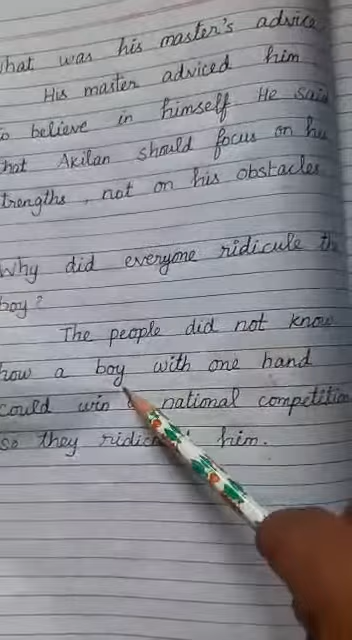 hat was his master's advice
His master adviced him
o believe in himself. He said
hat Akilan should focus on his
trengths, not on his obstacles
Why did everyone ridicule the
boy?
The people did not know
how a boy with one hand
could win national competition
so they him.